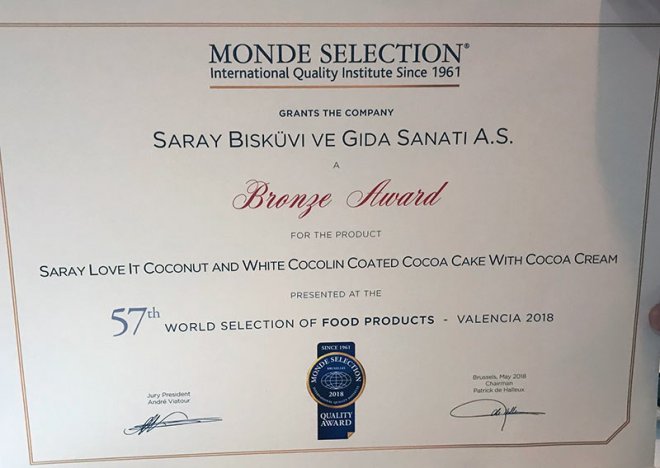 MONDE SELECTION®
International Quality Institute Since 1961
GRANTS THE COMPANY
SARAY BISKÜVI VE GIDA SANATI A.S.
A
Bronze Award
FOR THE PRODUCT
SARAY LOVE IT COCONUT AND WHITE COCOLIN COATED COCOA CAKE WITH COCOA CREAM
PRESENTED AT THE
57th WORLD SELECTION OF FOOD PRODUCTS - VALENCIA 2018
SINCE 1961
MONDE SELECTION
BRUSSELS
2018
QUALITY
AWARD
Jury President
André Viatour
Brussels, May 2018
Chairman
Patrick de Halleux